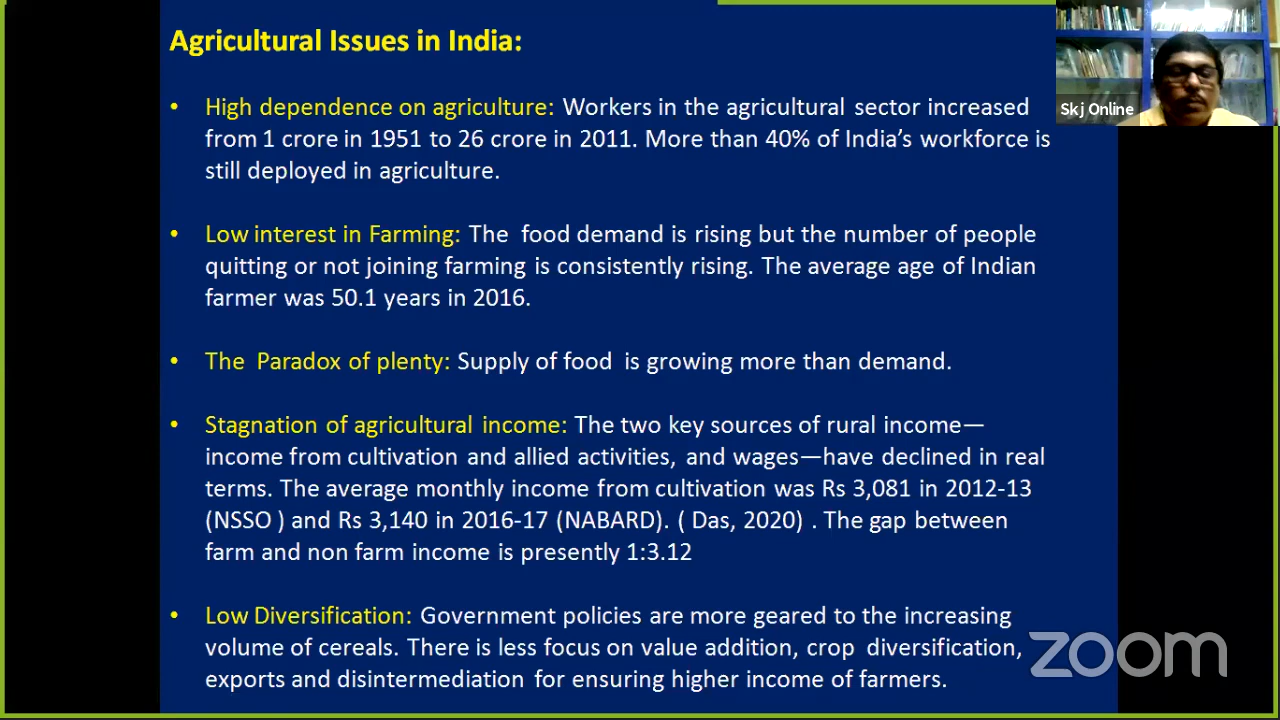 Agricultural Issues in India:
• High dependence on agriculture: Workers in the agricultural sector increased
from 1 crore in 1951 to 26 crore in 2011. More than 40% of India's workforce is
still deployed in agriculture.
• Low interest in Farming: The food demand is rising but the number of people
quitting or not joining farming is consistently rising. The average age of Indian
farmer was 50.1 years in 2016.
• The Paradox of plenty: Supply of food is growing more than demand.
• Stagnation of agricultural income: The two key sources of rural income—
income from cultivation and allied activities, and wages—have declined in real
terms. The average monthly income from cultivation was Rs 3,081 in 2012-13
(NSSO ) and Rs 3,140 in 2016-17 (NABARD). ( Das, 2020) . The gap between
farm and non farm income is presently 1:3.12
• Low Diversification: Government policies are more geared to the increasing
volume of cereals. There is less focus on value addition, crop diversification,
exports and disintermediation for ensuring higher income of farmers.
Skj Online
zoom